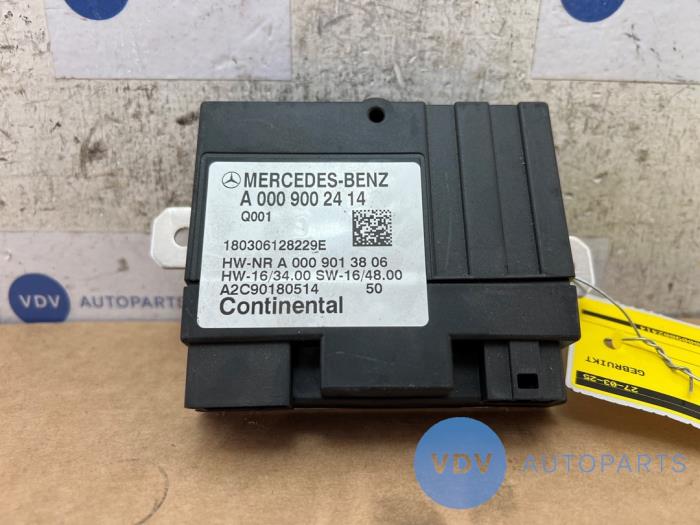 MERCEDES-BENZ
A 000 900 24 14
Q001
180306128229E
HW-NR A 000 901 38 06
HW-16/34.00 SW-16/48.00
A2C90180514 50
Continental
VDV
GEBRUIKT
27-03-25
VDV AUTOPARTS